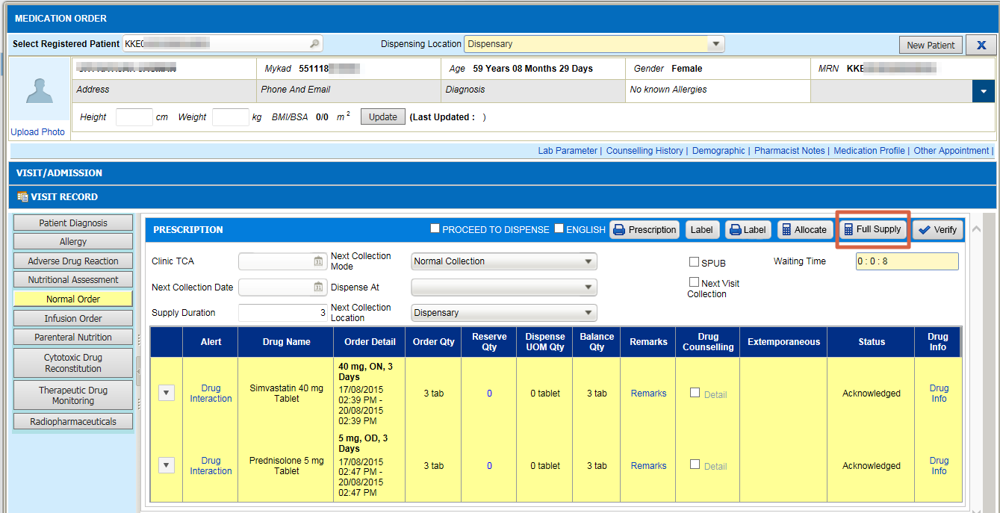 MEDICATION ORDER
Select Registered Patient KKE Dispensing Location Dispensary New Patient X
Mykad 551118 Age 59 Years 08 Months 29 Days Gender Female MRN KKE
Address Phone And Email Diagnosis No known Allergies
Height cm Weight kg BMI/BSA 0/0 m 2 Update (Last Updated : )
Upload Photo
Lab Parameter | Counselling History | Demographic | Pharmacist Notes | Medication Profile | Other Appointment |
VISIT/ADMISSION
VISIT RECORD
Patient Diagnosis
Allergy
Adverse Drug Reaction
Nutritional Assessment
Normal Order
Infusion Order
Parenteral Nutrition
Cytotoxic Drug
Reconstitution
Therapeutic Drug
Monitoring
Radiopharmaceuticals
PRESCRIPTION PROCEED TO DISPENSE ENGLISH Prescription Label Label Allocate Full Supply Verify
Clinic TCA 31 Next Collection
Mode Normal Collection SPUB Waiting Time 0 : 0 : 8
Next Collection Date 31 Dispense At Next Visit
Collection
Supply Duration 3 Next Collection
Location Dispensary
Alert Drug Name Order Detail Order Qty Reserve
Qty Dispense
UOM Qty Balance
Qty Remarks Drug
Counselling Extemporaneous Status Drug
Info
Drug
Interaction Simvastatin 40 mg
Tablet 40 mg, ON, 3
Days
17/08/2015
02:39 PM -
20/08/2015
02:39 PM 3 tab 0 0 tablet 3 tab Remarks Detail Acknowledged Drug
Info
Drug
Interaction Prednisolone 5 mg
Tablet 5 mg, OD, 3
Days
17/08/2015
02:47 PM -
20/08/2015
02:47 PM 3 tab 0 0 tablet 3 tab Remarks Detail Acknowledged Drug
Info